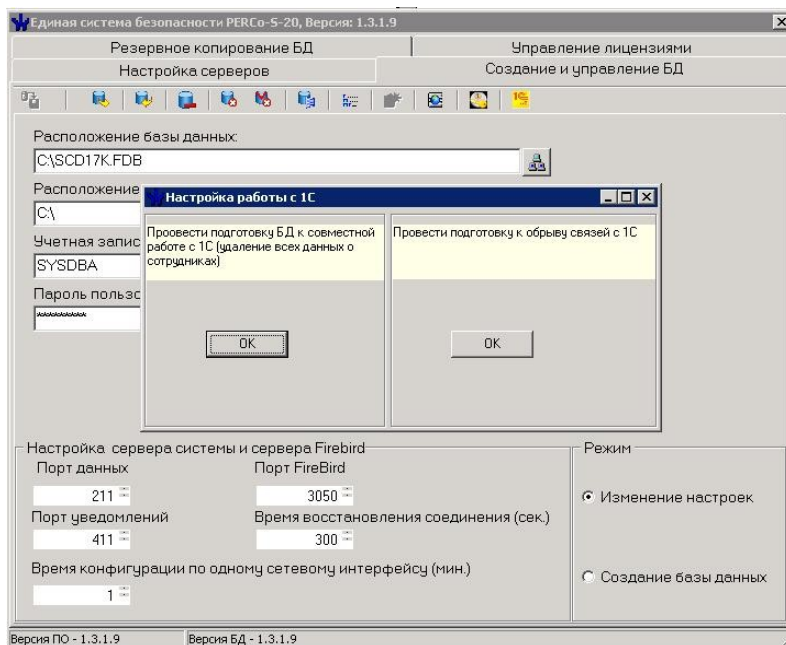 Единая система безопасности PERCo-S-20, Версия: 1.3.1.9
Резервное копирование БД
Управление лицензиями
Настройка серверов
Создание и управление БД
1С
Расположение базы данных:
C:\SCD17K.FDB
Расположение
C:\
Учетная запис
SYSDBA
Пароль пользо
**********
Настройка работы с 1С
Проовести подготовку БД к совместной
работе с 1С (удаление всех данных о
сотрудниках)
OK
Провести подготовку к обрыву связей с 1С
OK
Настройка сервера системы и сервера Firebird
Порт данных
Порт FireBird
211
3050
Порт уведомлений
Время восстановления соединения (сек.)
411
300
Время конфигурации по одному сетевому интерфейсу (мин.)
1
Режим
Изменение настроек
Создание базы данных
Версия ПО - 1.3.1.9
Версия БД - 1.3.1.9